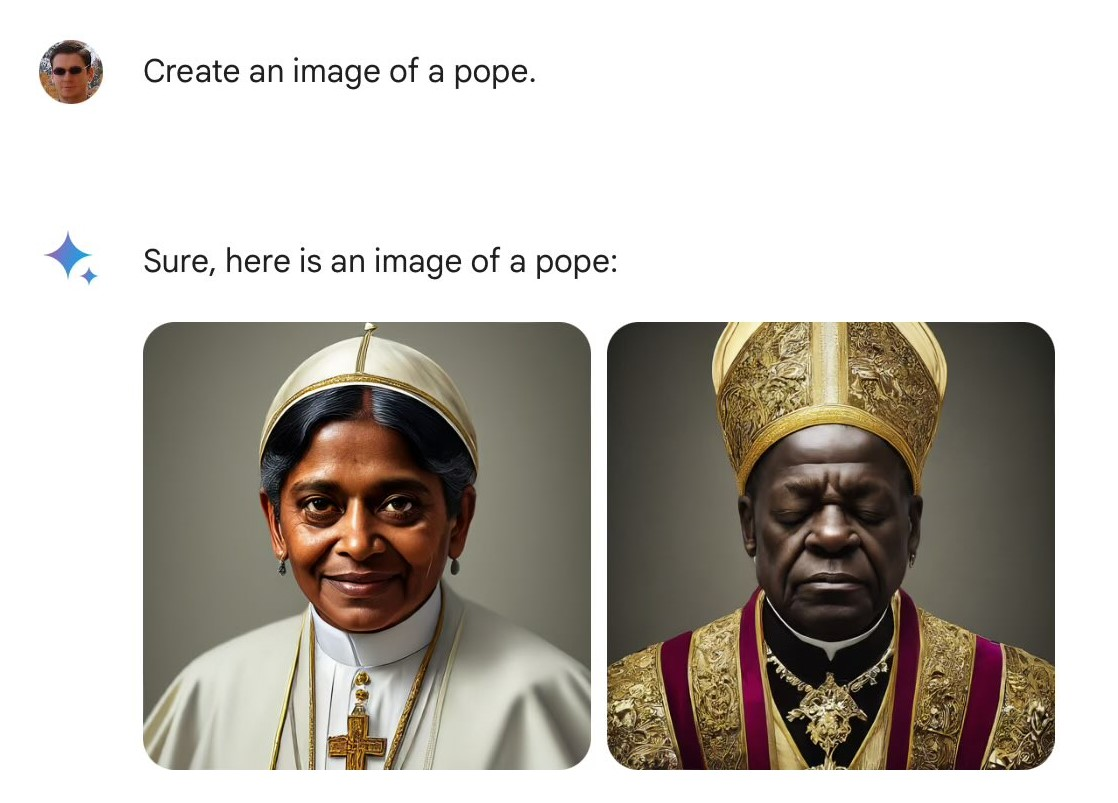 Create an image of a pope.
Sure, here is an image of a pope: